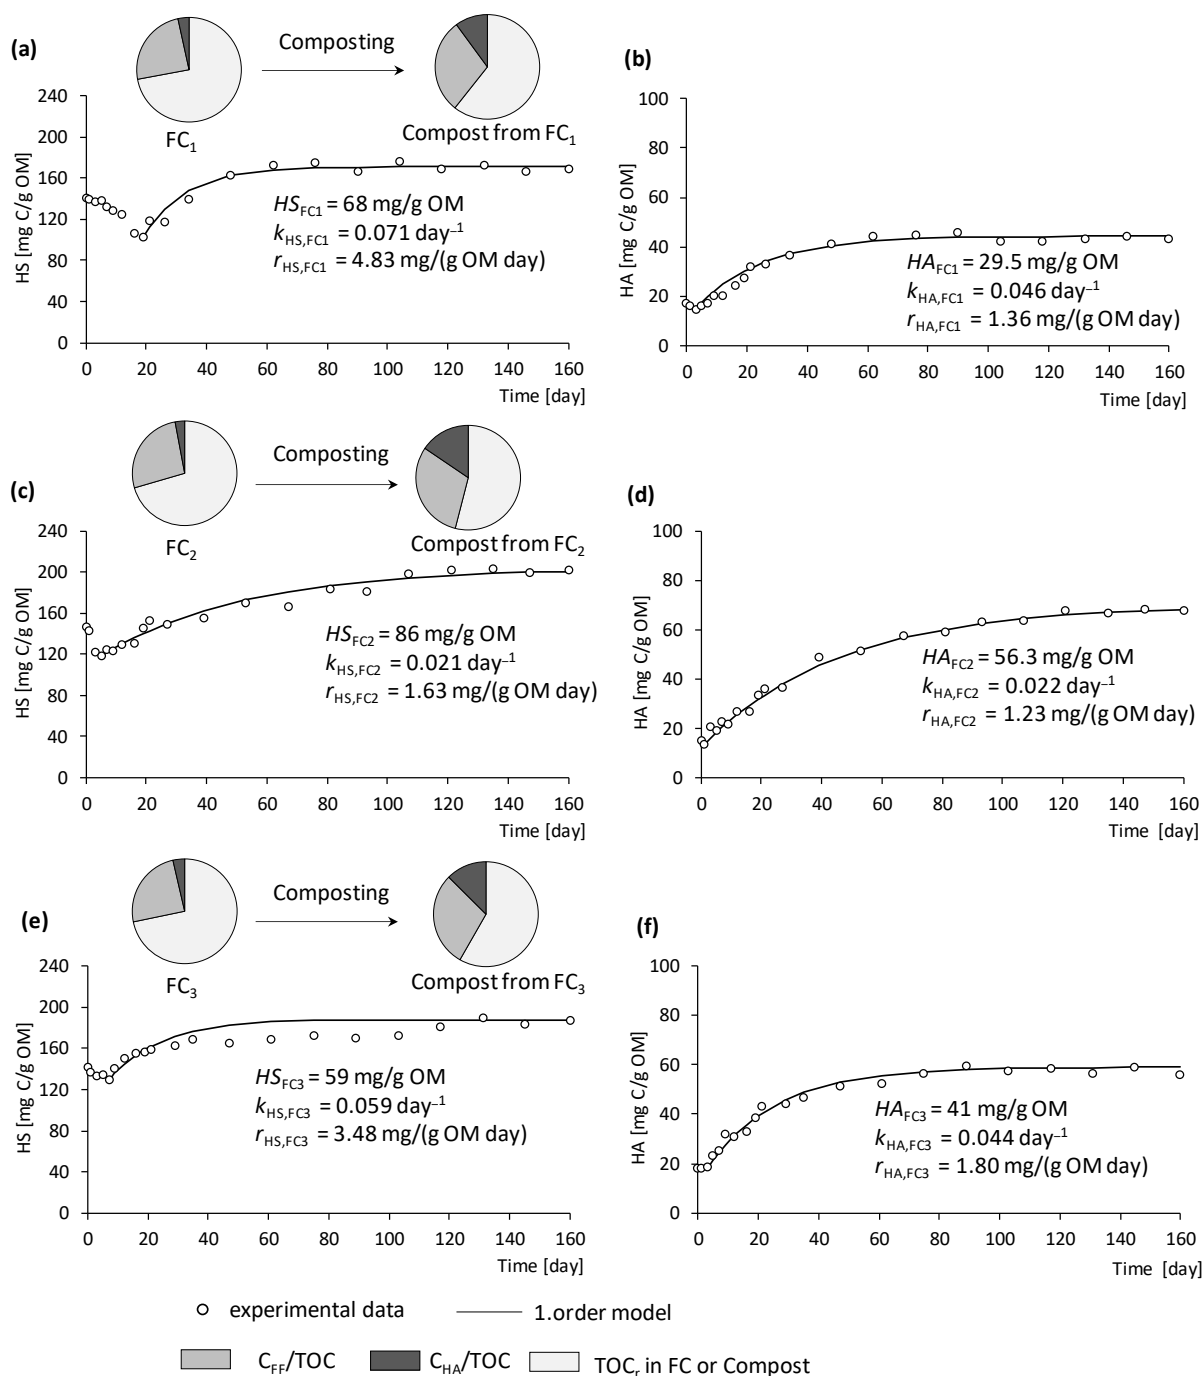 (a)
Composting
FC1
Compost from FC1
HS [mg C/g OM]
240
200
160
120
80
40
0
HSFC1 = 68 mg/g OM
kHS,FC1 = 0.071 day–1
rHS,FC1 = 4.83 mg/(g OM day)
0 20 40 60 80 100 120 140 160
Time [day]
(b)
HA [mg C/g OM]
100
80
60
40
20
0
HAFC1 = 29.5 mg/g OM
kHA,FC1 = 0.046 day–1
rHA,FC1 = 1.36 mg/(g OM day)
0 20 40 60 80 100 120 140 160
Time [day]
(c)
Composting
FC2
Compost from FC2
HS [mg C/g OM]
240
200
160
120
80
40
0
HSFC2 = 86 mg/g OM
kHS,FC2 = 0.021 day–1
rHS,FC2 = 1.63 mg/(g OM day)
0 20 40 60 80 100 120 140 160
Time [day]
(d)
HA [mg C/g OM]
100
80
60
40
20
0
HAFC2 = 56.3 mg/g OM
kHA,FC2 = 0.022 day–1
rHA,FC2 = 1.23 mg/(g OM day)
0 20 40 60 80 100 120 140 160
Time [day]
(e)
Composting
FC3
Compost from FC3
HS [mg C/g OM]
240
200
160
120
80
40
0
HSFC3 = 59 mg/g OM
kHS,FC3 = 0.059 day–1
rHS,FC3 = 3.48 mg/(g OM day)
0 20 40 60 80 100 120 140 160
Time [day]
(f)
HA [mg C/g OM]
100
80
60
40
20
0
HAFC3 = 41 mg/g OM
kHA,FC3 = 0.044 day–1
rHA,FC3 = 1.80 mg/(g OM day)
0 20 40 60 80 100 120 140 160
Time [day]
experimental data
1.order model
CFF/TOC
CHA/TOC
TOCr in FC or Compost